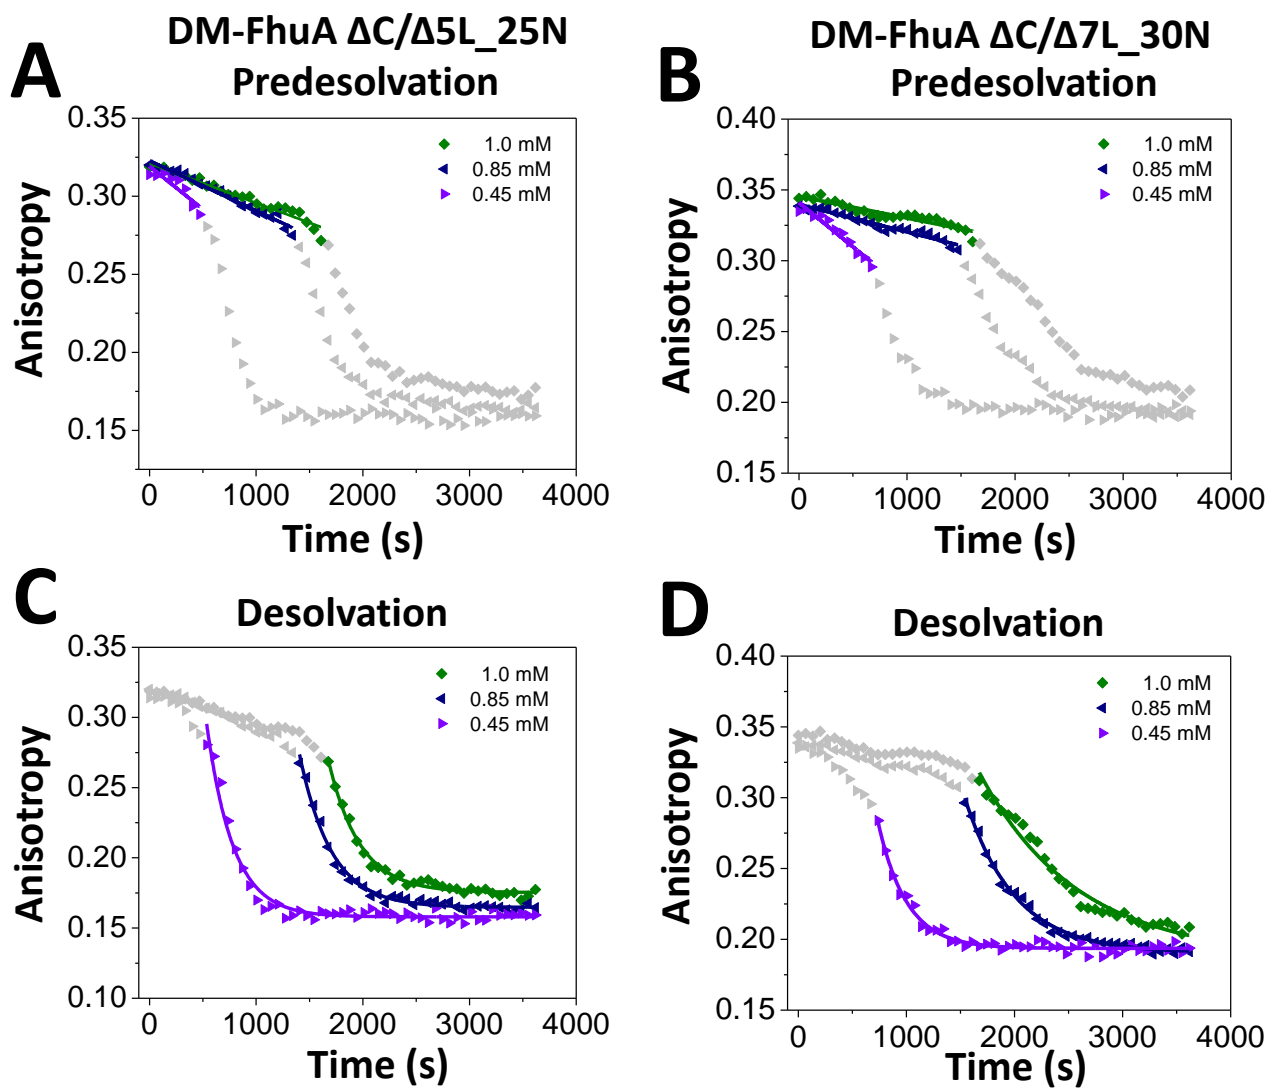 A
DM-FhuA ΔC/Δ5L_25N
Predesolvation
0.35
0.30
0.25
0.20
0.15
Anisotropy
1.0 mM
0.85 mM
0.45 mM
0 1000 2000 3000 4000
Time (s)
B
DM-FhuA ΔC/Δ7L_30N
Predesolvation
0.40
0.35
0.30
0.25
0.20
0.15
Anisotropy
1.0 mM
0.85 mM
0.45 mM
0 1000 2000 3000 4000
Time (s)
C
Desolvation
0.35
0.30
0.25
0.20
0.15
0.10
Anisotropy
1.0 mM
0.85 mM
0.45 mM
0 1000 2000 3000 4000
Time (s)
D
Desolvation
0.40
0.35
0.30
0.25
0.20
0.15
Anisotropy
1.0 mM
0.85 mM
0.45 mM
0 1000 2000 3000 4000
Time (s)